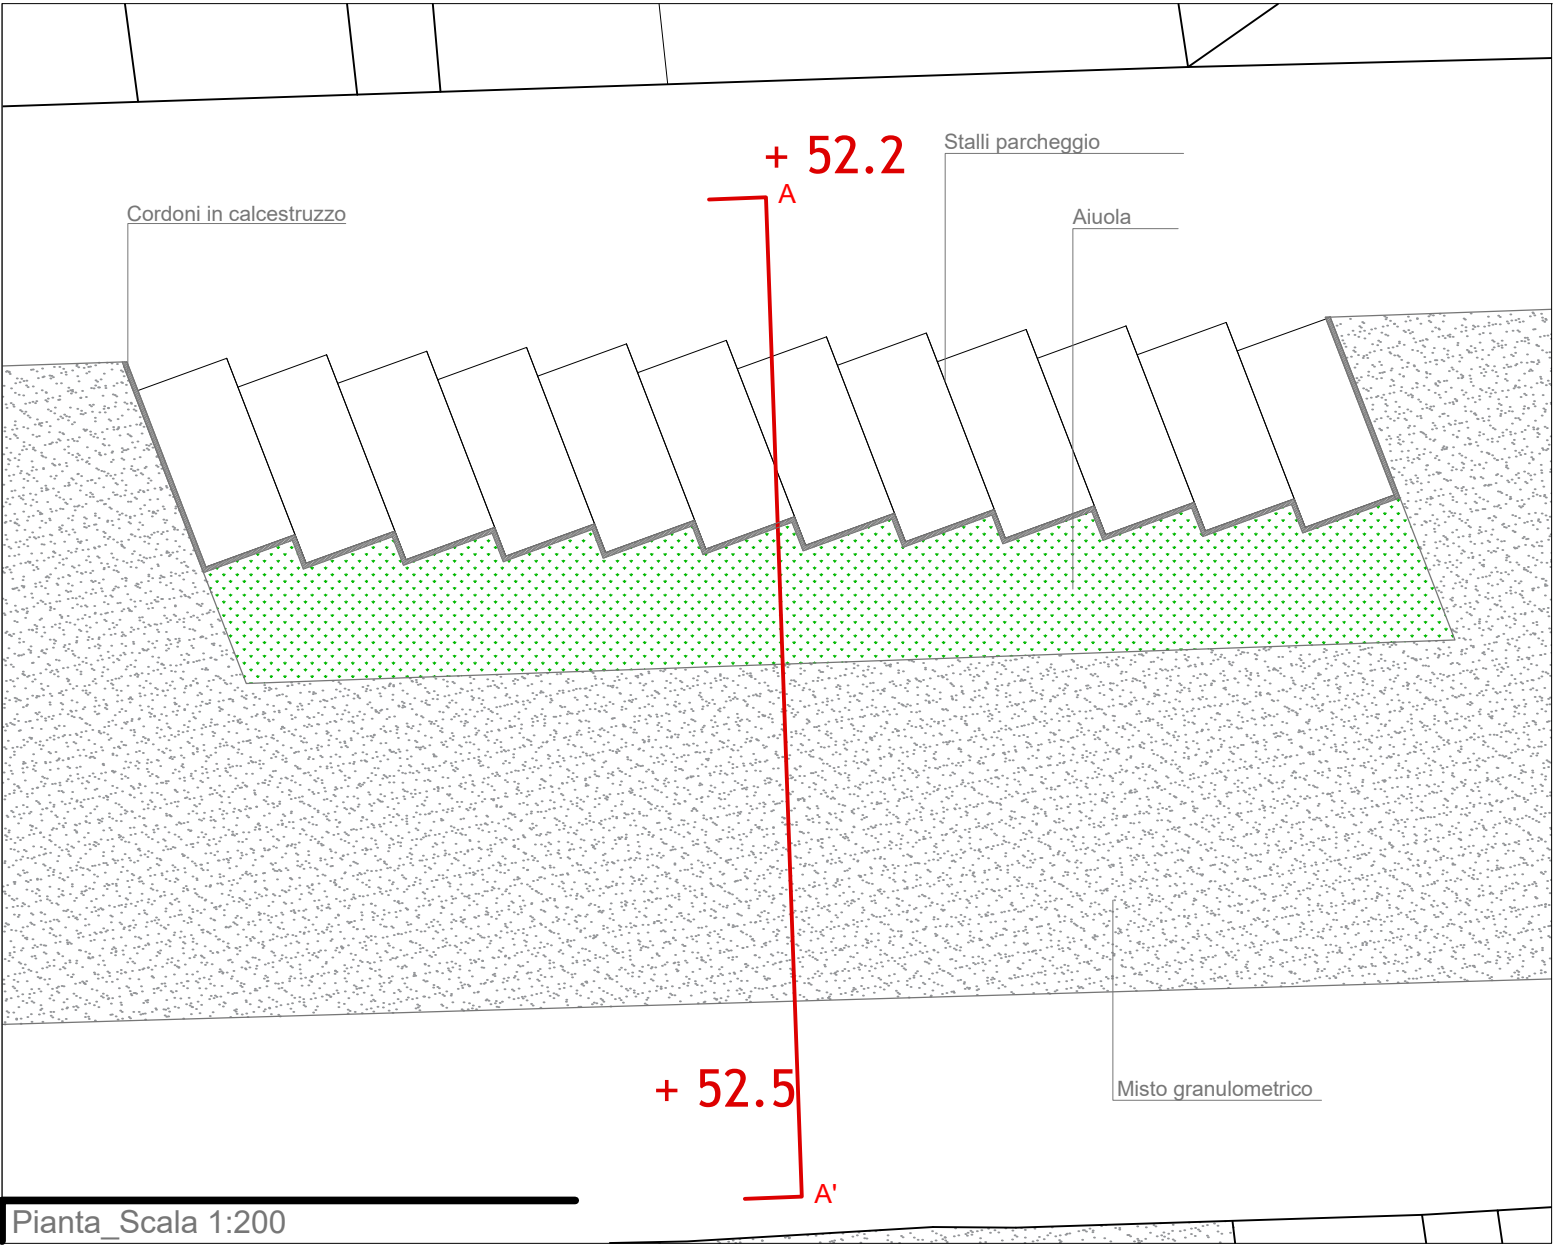 + 52.2
Stalli parcheggio
A
Cordoni in calcestruzzo
Aiuola
+ 52.5
Misto granulometrico
A'
Pianta_Scala 1:200